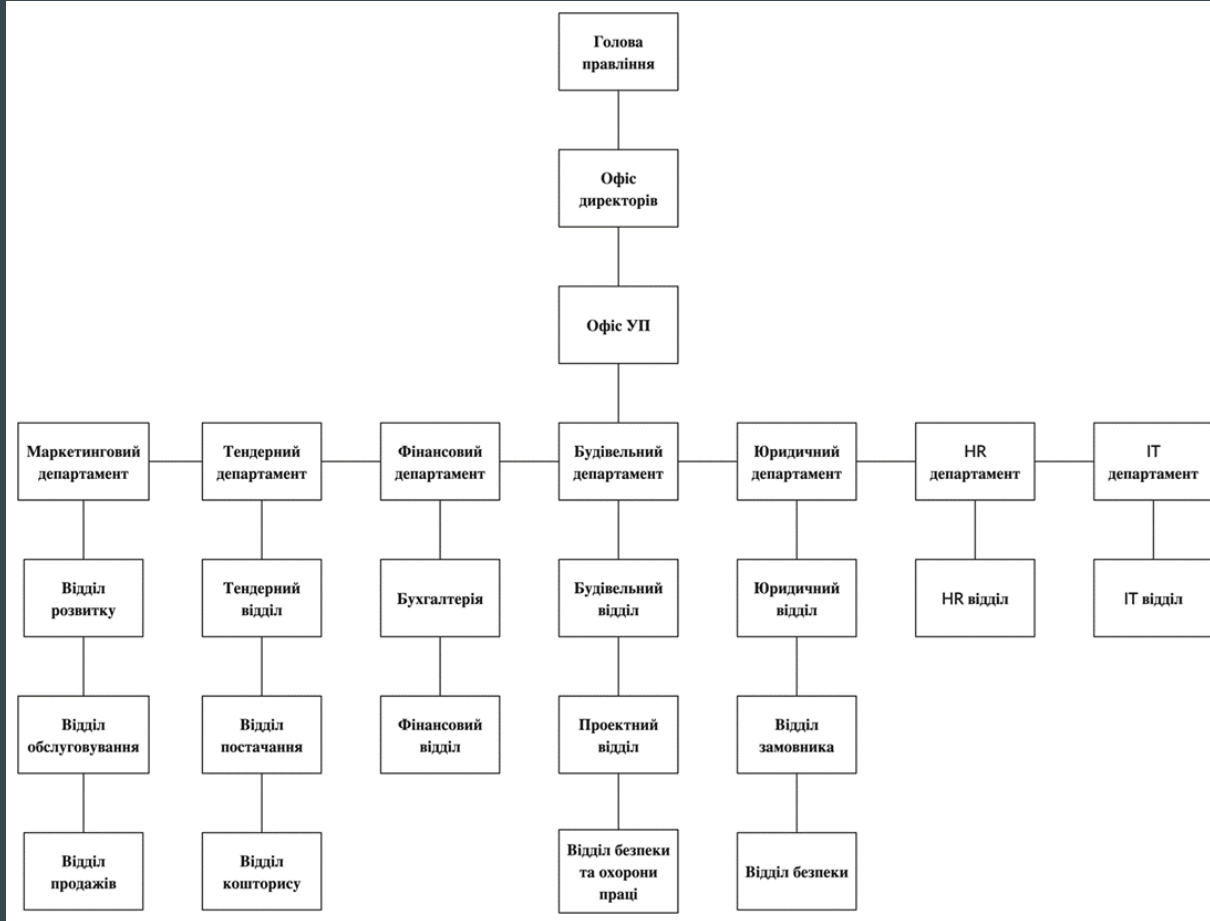 Голова
правління
Офіс
директорів
Офіс УП
Маркетинговий
департамент
Тендерний
департамент
Фінансовий
департамент
Будівельний
департамент
Юридичний
департамент
HR
департамент
IT
департамент
Відділ
розвитку
Тендерний
відділ
Бухгалтерія
Будівельний
відділ
Юридичний
відділ
HR відділ
IT відділ
Відділ
обслуговування
Відділ
постачання
Фінансовий
відділ
Проектний
відділ
Відділ
замовника
Відділ
продажів
Відділ
кошторису
Відділ безпеки
та охорони
праці
Відділ безпеки